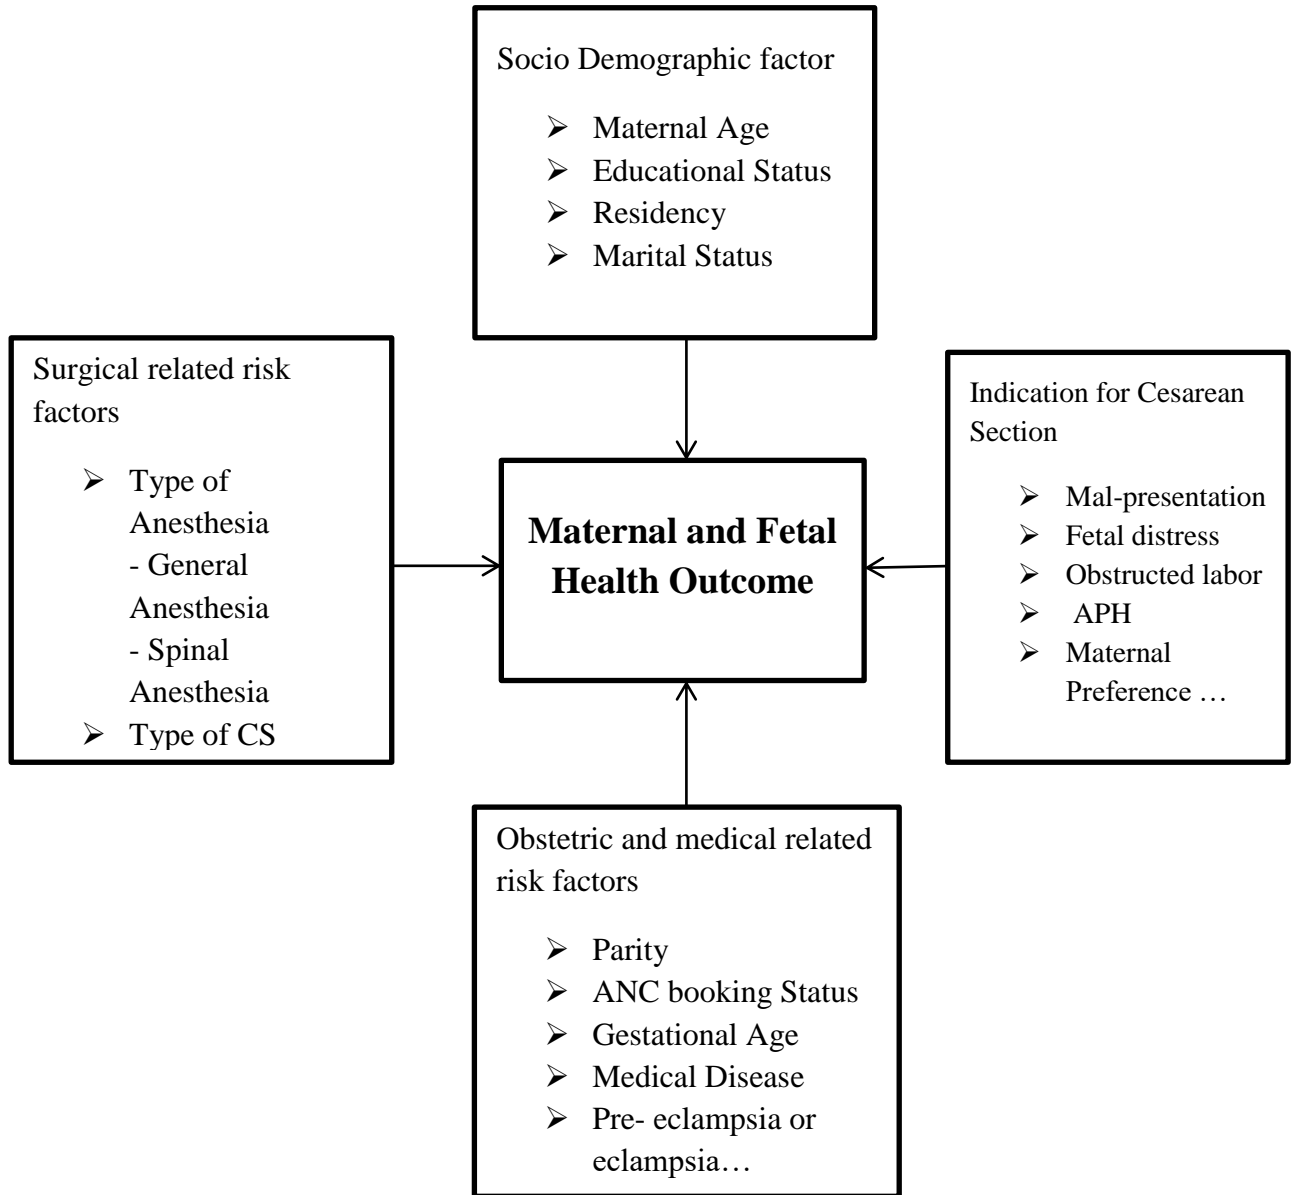 Socio Demographic factor
➢ Maternal Age
➢ Educational Status
➢ Residency
➢ Marital Status
Surgical related risk
factors
➢ Type of
Anesthesia
- General
Anesthesia
- Spinal
Anesthesia
➢ Type of CS
Maternal and Fetal
Health Outcome
Indication for Cesarean
Section
➢ Mal-presentation
➢ Fetal distress
➢ Obstructed labor
➢ APH
➢ Maternal
Preference …
Obstetric and medical related
risk factors
➢ Parity
➢ ANC booking Status
➢ Gestational Age
➢ Medical Disease
➢ Pre- eclampsia or
eclampsia…